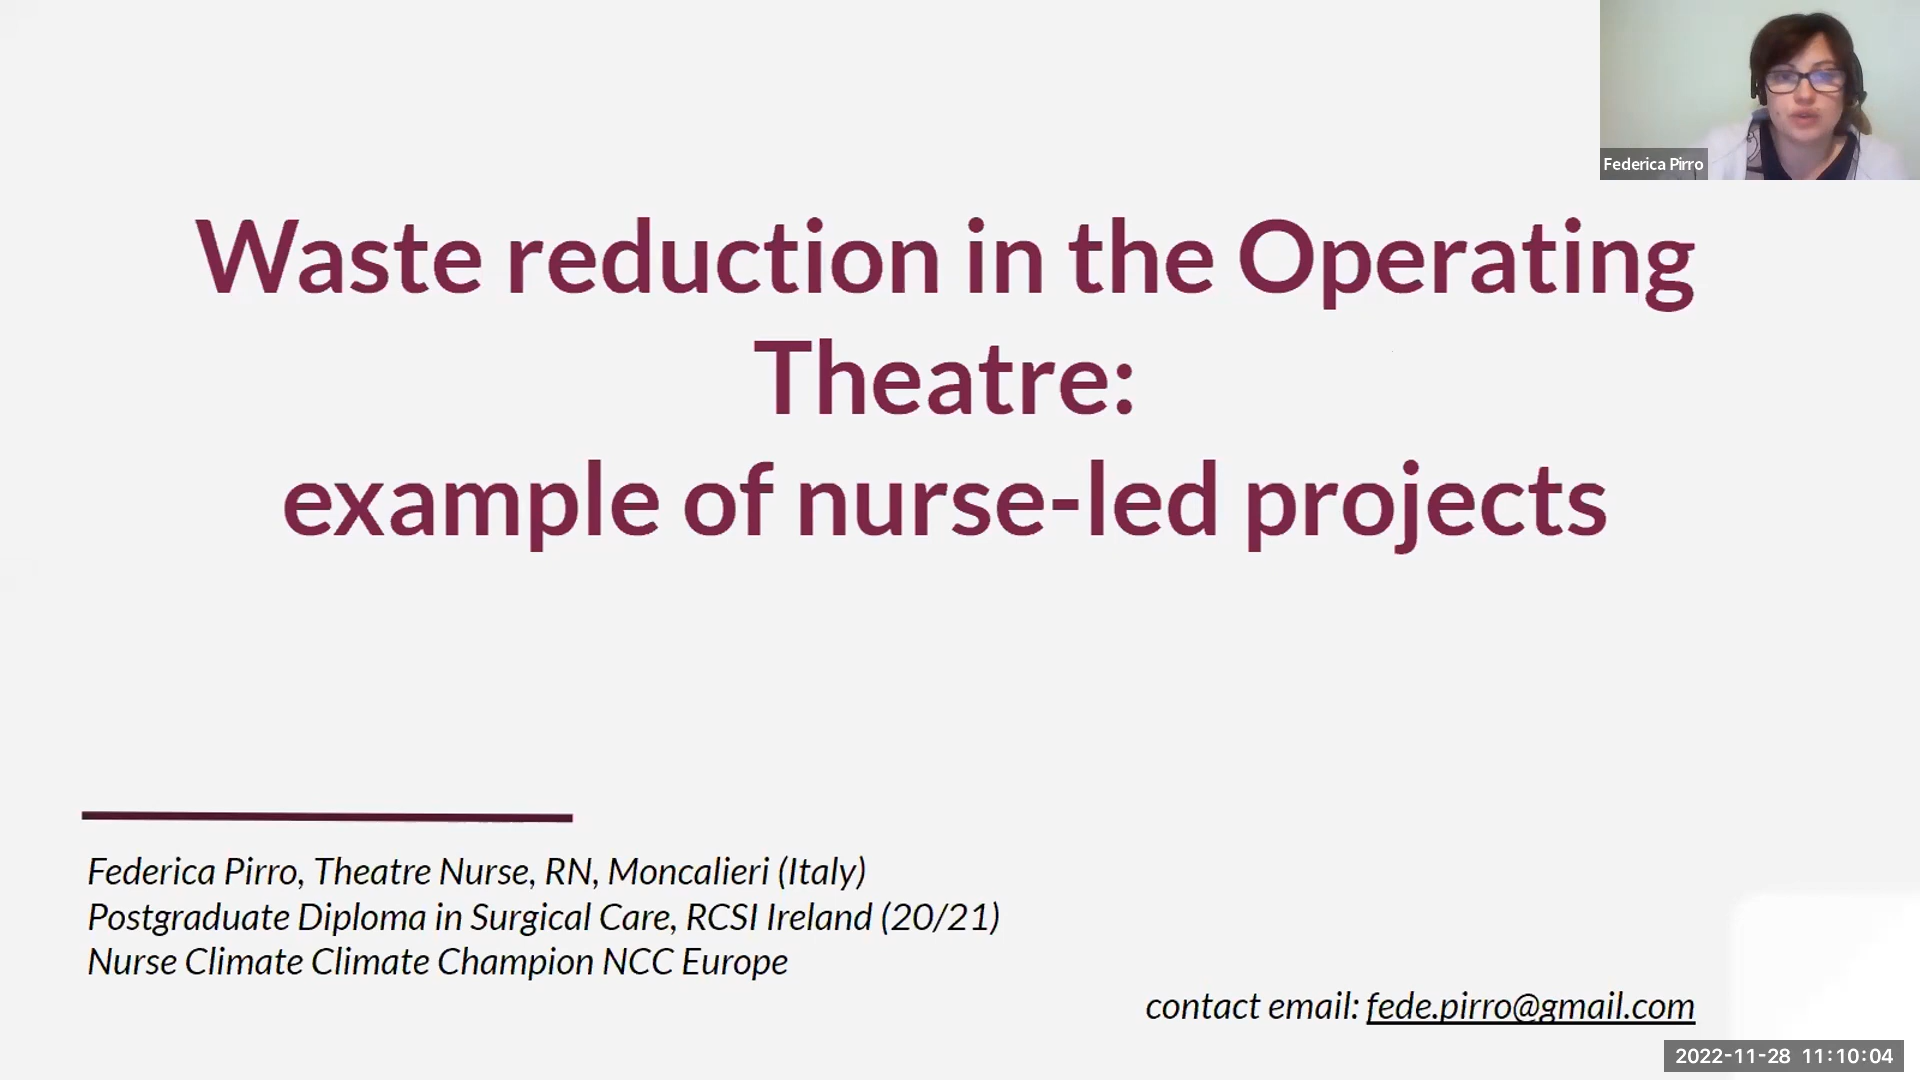 Federica Pirro
Waste reduction in the Operating
Theatre:
example of nurse-led projects
Federica Pirro, Theatre Nurse, RN, Moncalieri (Italy)
Postgraduate Diploma in Surgical Care, RCSI Ireland (20/21)
Nurse Climate Climate Champion NCC Europe
contact email: fede.pirro@gmail.com
2022-11-28 11:10:04